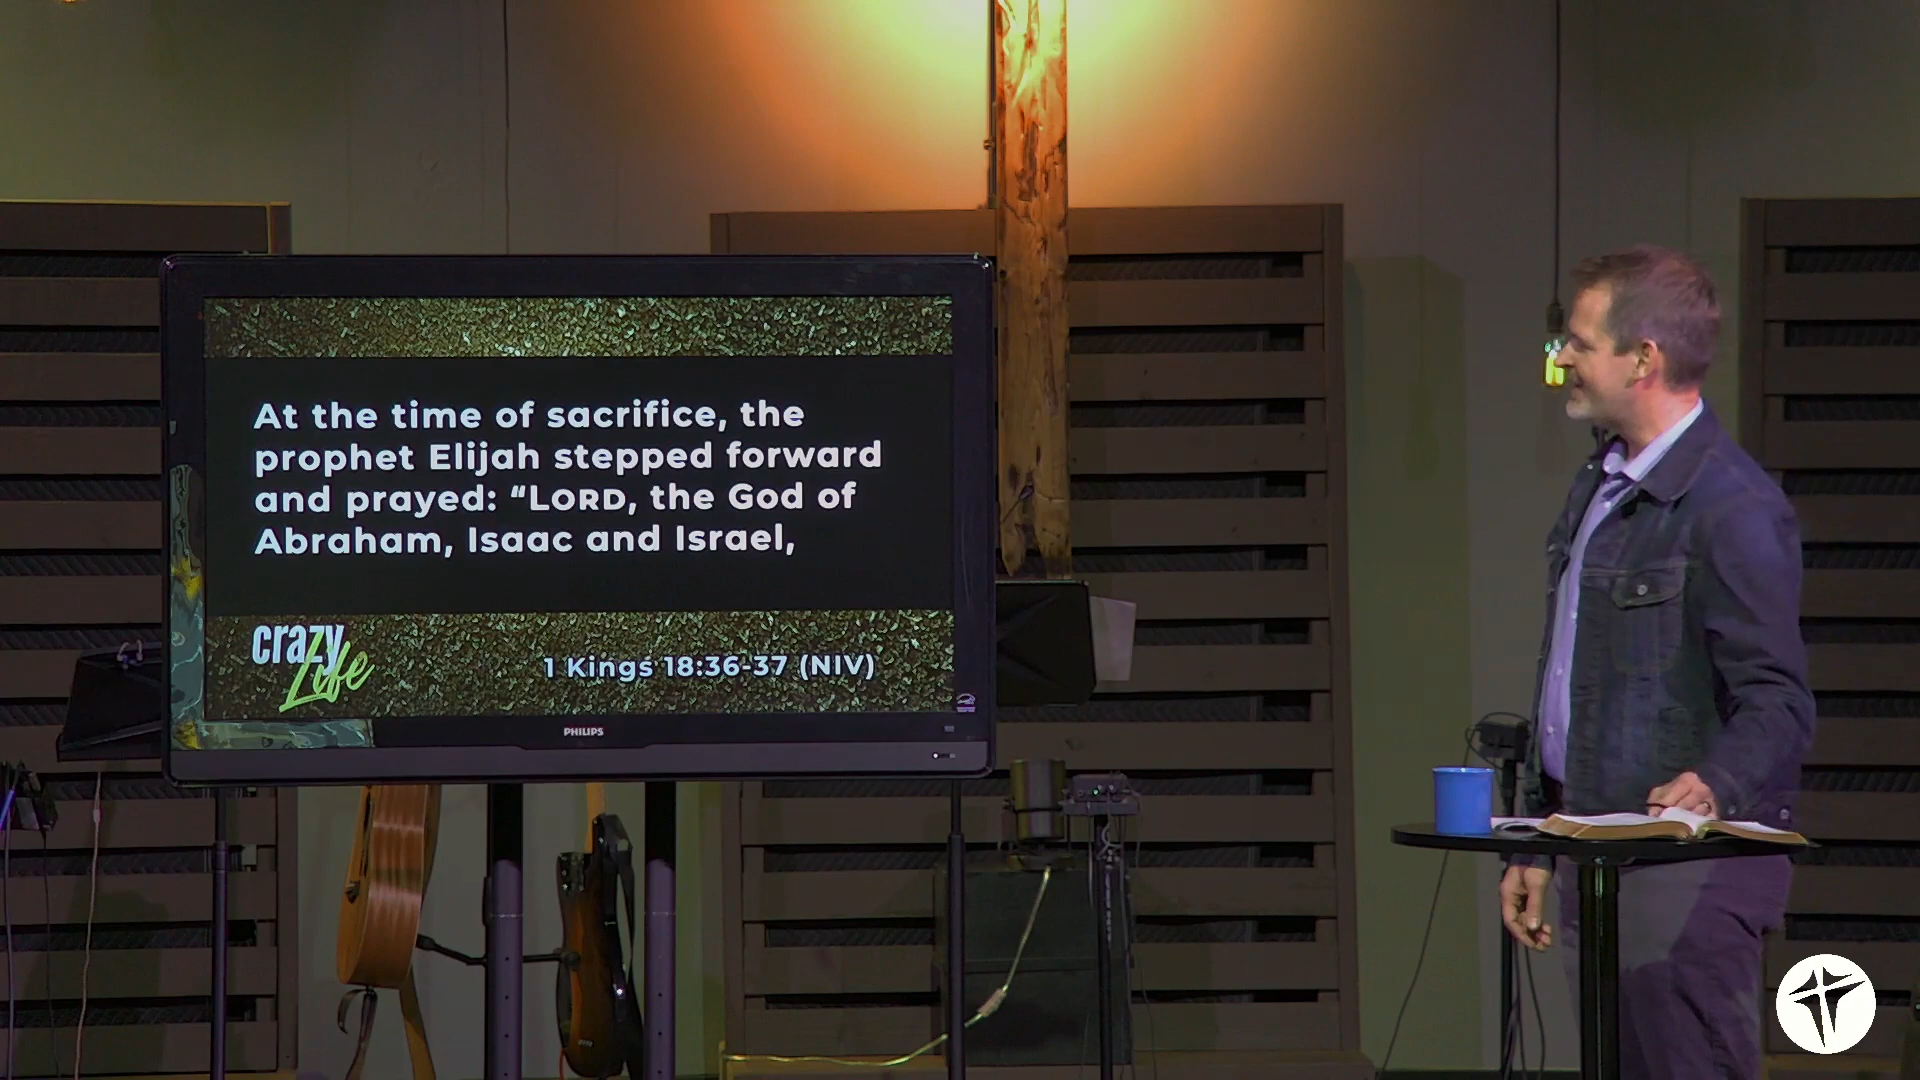 At the time of sacrifice, the
prophet Elijah stepped forward
and prayed: “LORD, the God of
Abraham, Isaac and Israel,
crazy
Life
1 Kings 18:36-37 (NIV)
PHILIPS